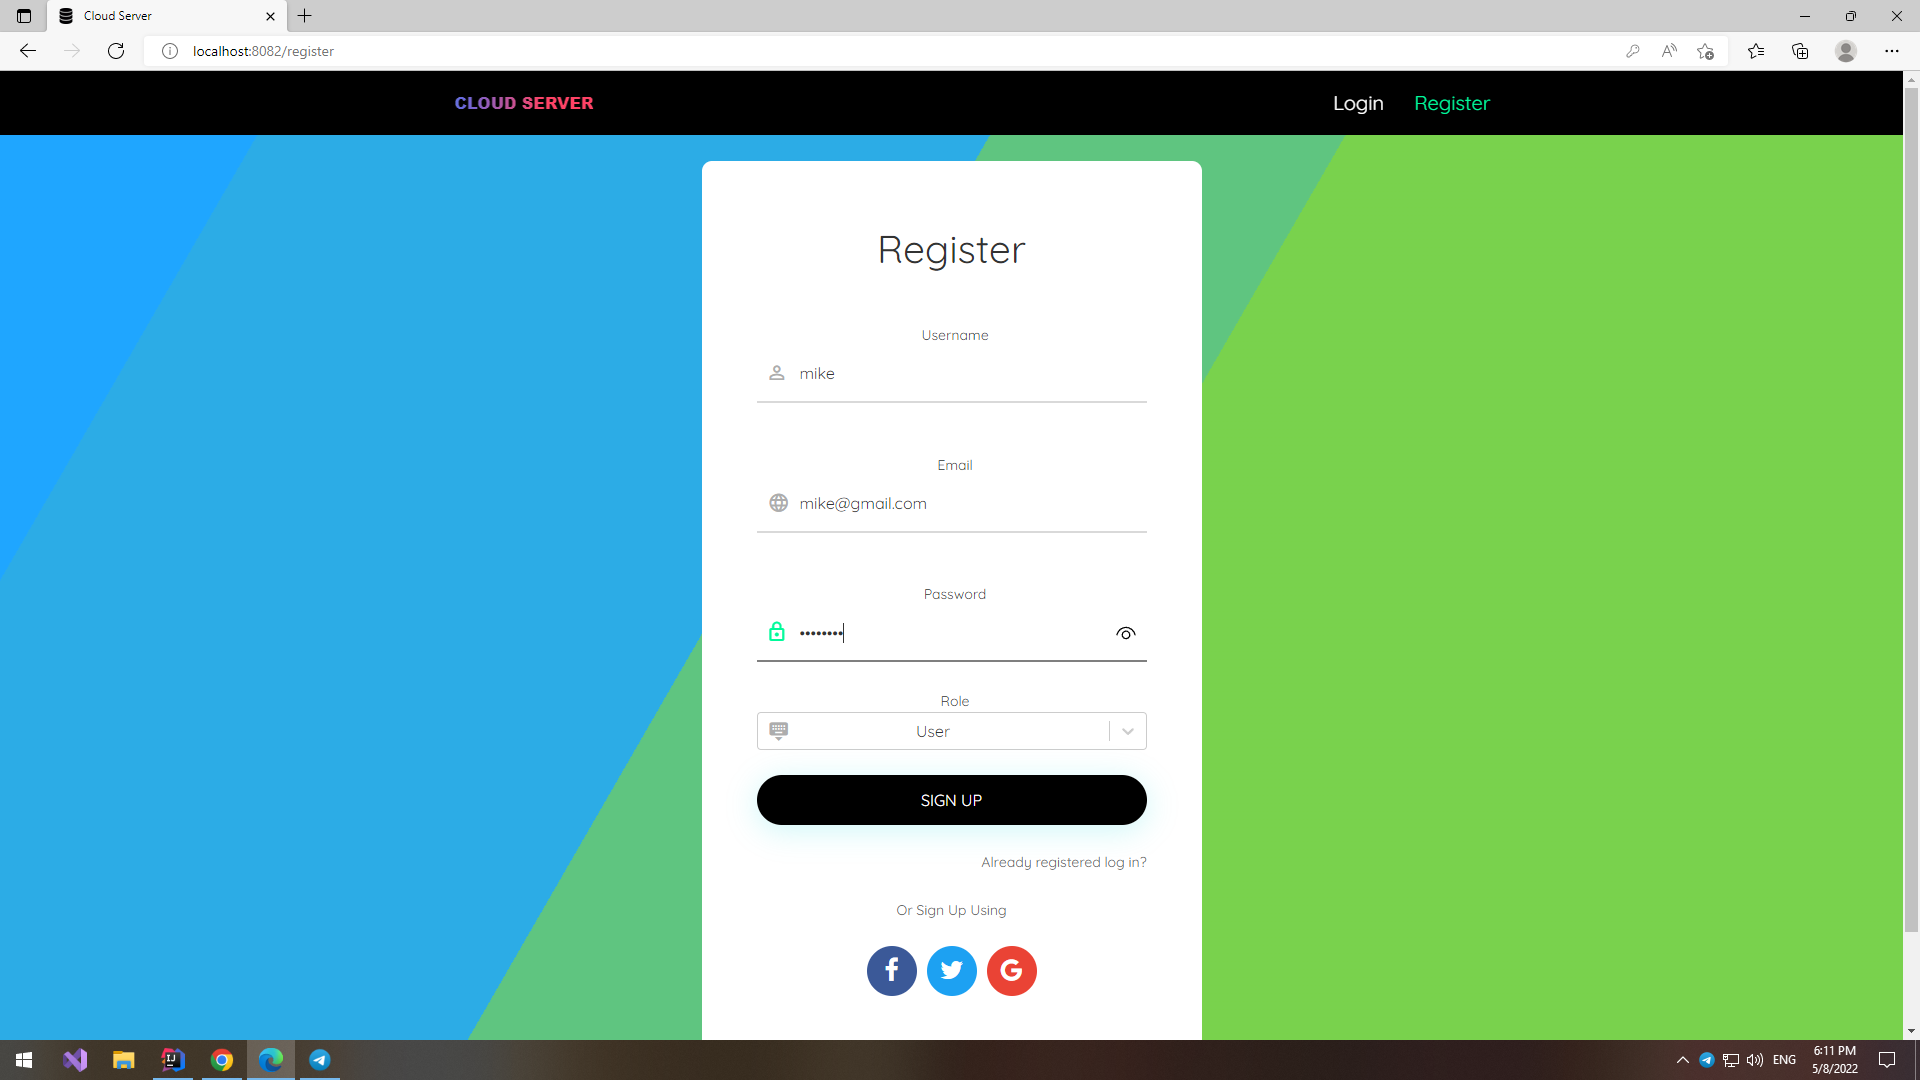 Cloud Server
localhost:8082/register
CLOUD SERVER
Login
Register
Register
Username
mike
Email
mike@gmail.com
Password
••••••••
Role
User
SIGN UP
Already registered log in?
Or Sign Up Using
ENG
6:11 PM
5/8/2022